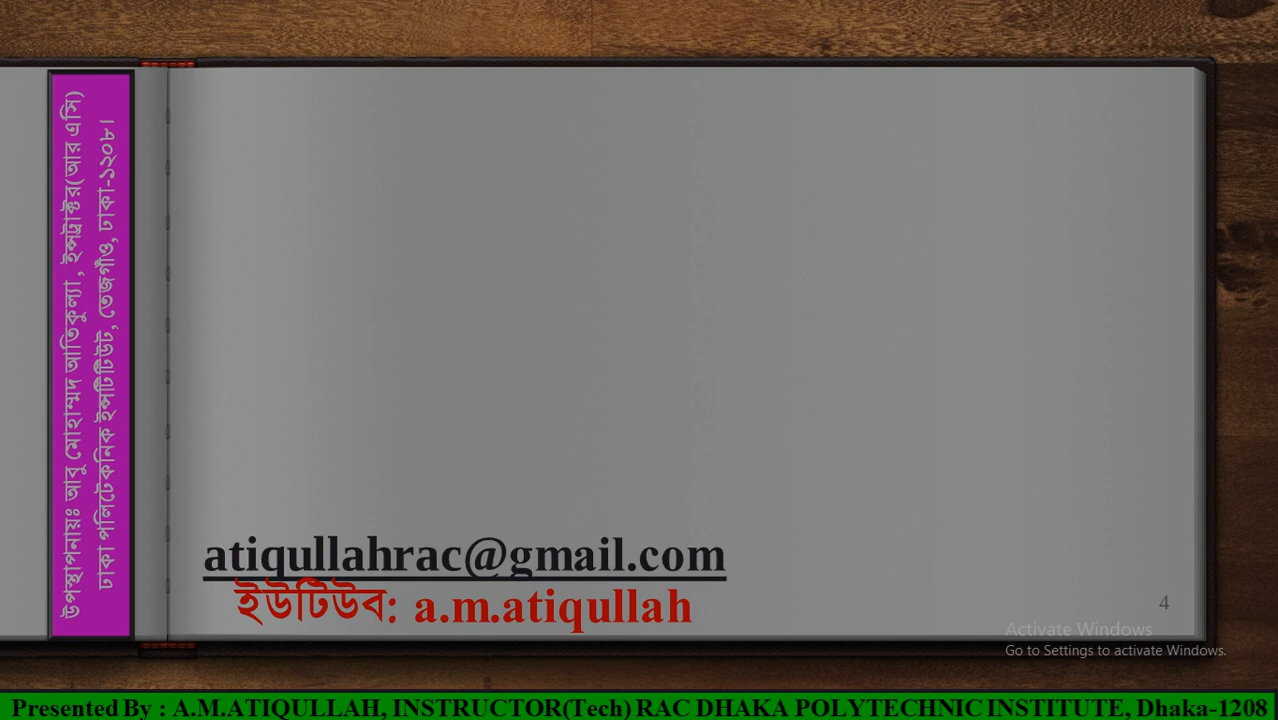 উপস্থাপনায়ঃ আবু মোহাম্মদ আতিকুল্যা, ইন্সট্রাক্টর(আর এসি)
ঢাকা পলিটেকনিক ইন্সটিটিউট, তেজগাঁও, ঢাকা-১২০৮।
atiqullahrac@gmail.com
ইউটিউব: a.m.atiqullah
4
Activate Windows
Go to Settings to activate Windows.
Presented By : A.M.ATIQULLAH, INSTRUCTOR(Tech) RAC DHAKA POLYTECHNIC INSTITUTE, Dhaka-1208